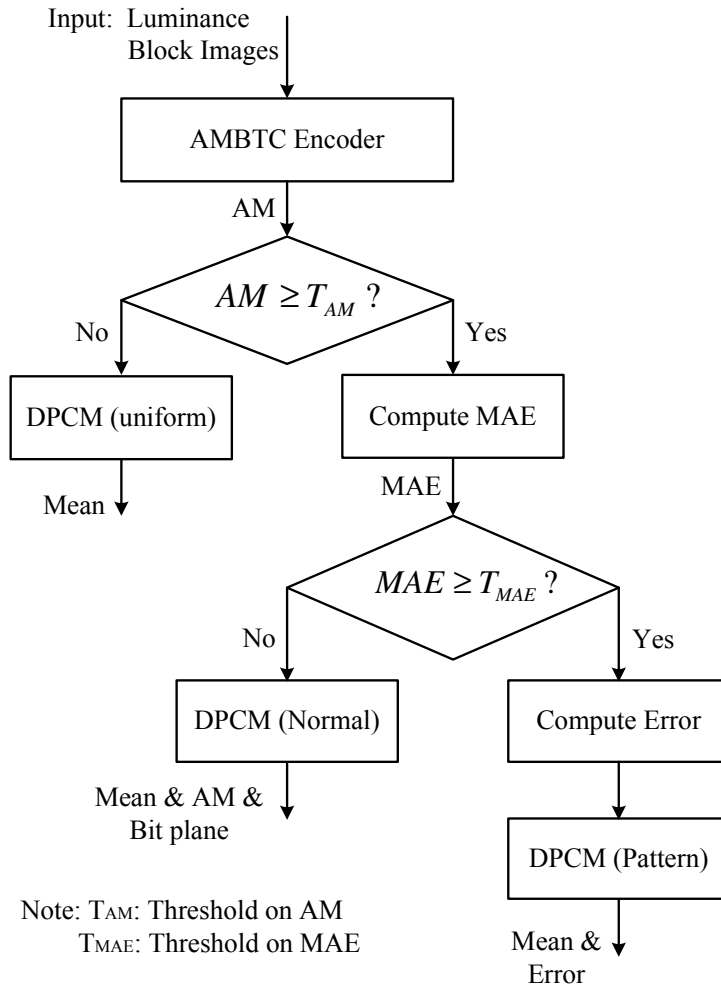 Input: Luminance
Block Images
AMBTC Encoder
AM
AM ≥ T_AM ?
No
Yes
DPCM (uniform)
Compute MAE
Mean
MAE
MAE ≥ T_MAE ?
No
Yes
DPCM (Normal)
Compute Error
Mean & AM &
Bit plane
DPCM (Pattern)
Note: TAM: Threshold on AM
TMAE: Threshold on MAE
Mean &
Error